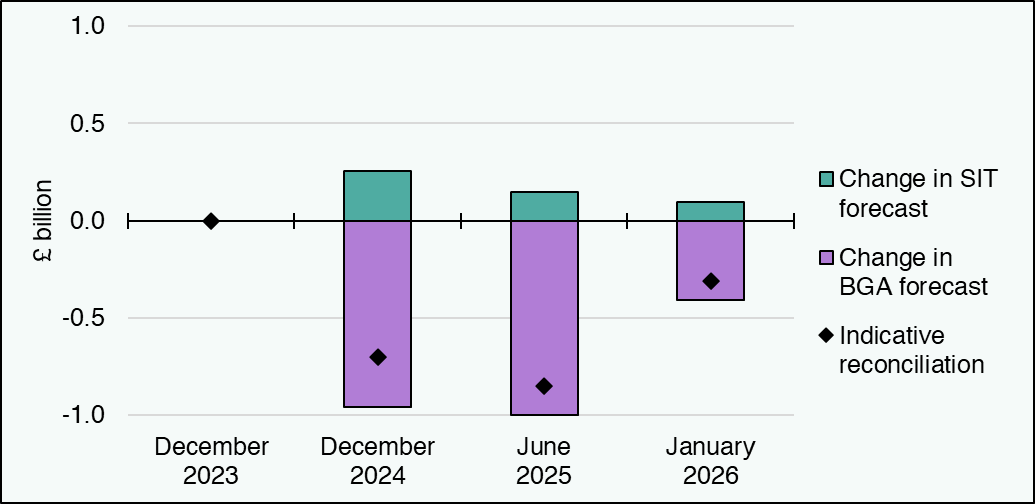 1.0
0.5
0.0
-0.5
-1.0
£ billion
December
2023
December
2024
June
2025
January
2026
Change in SIT
forecast
Change in
BGA forecast
Indicative
reconciliation